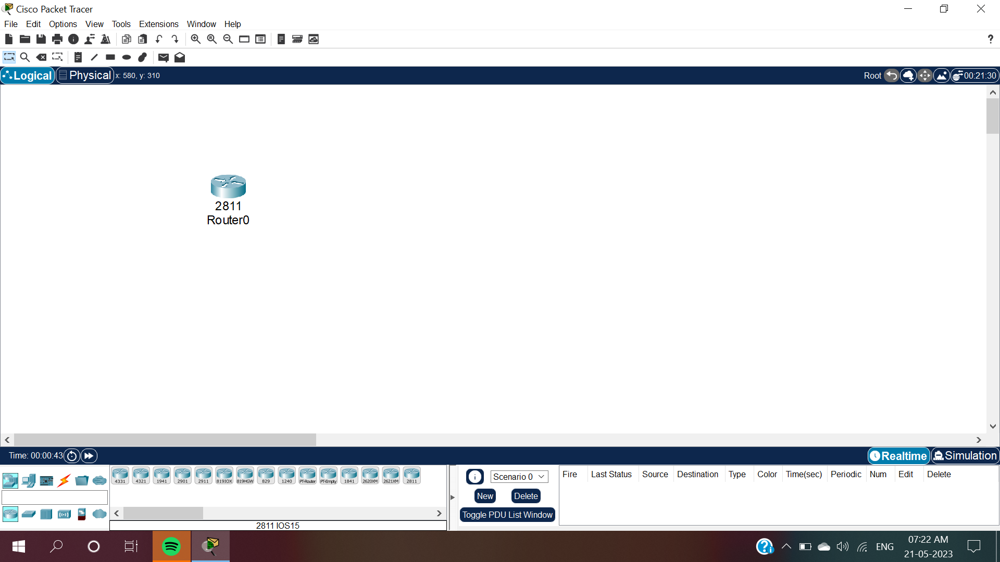 Cisco Packet Tracer
File Edit Options View Tools Extensions Window Help
?
Logical Physical x: 580, y: 310 Root 00:21:30
2811
Router0
Time: 00:00:43 Realtime Simulation
4331 4321 1941 2901 2911 819IOX 819HGW 829 1240 PT-Router PT-Empty 1841 2620XM 2621XM 2811
2811 IOS15
Scenario 0
New Delete
Toggle PDU List Window
Fire Last Status Source Destination Type Color Time(sec) Periodic Num Edit Delete
ENG
07:22 AM
21-05-2023